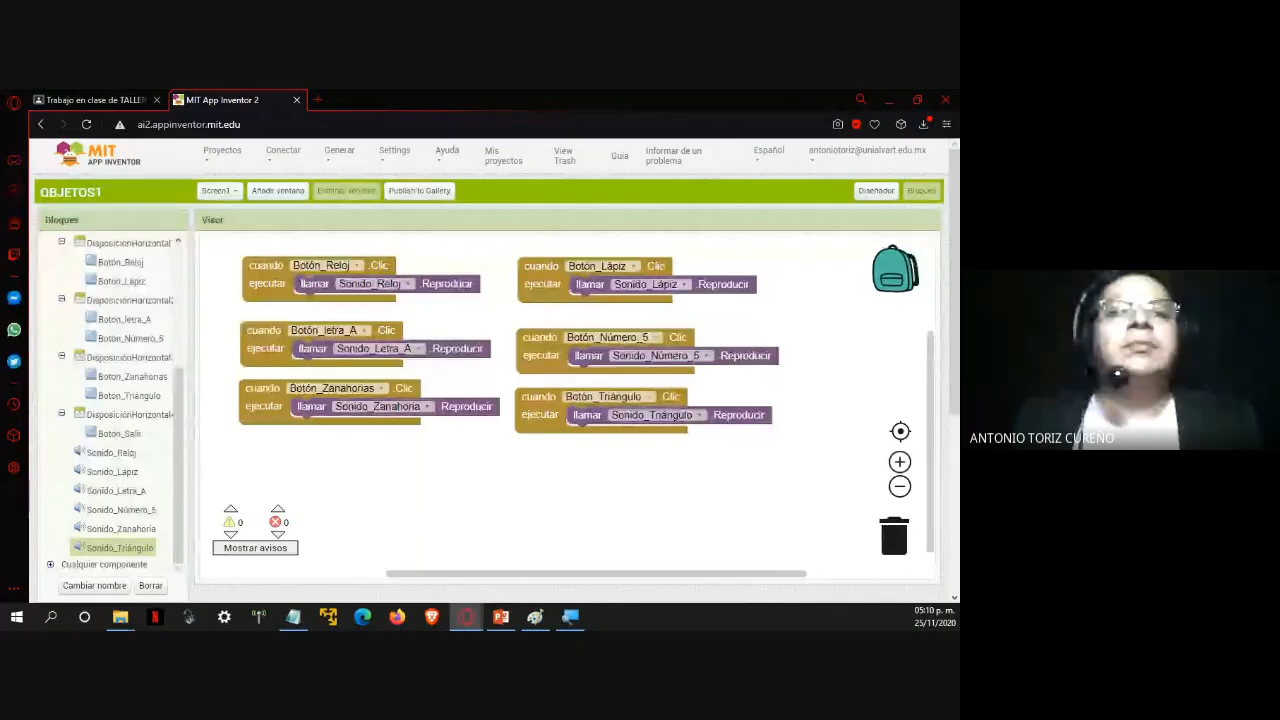 Trabajo en clase de TALLER
MIT App Inventor 2
ai2.appinventor.mit.edu
MIT
APP INVENTOR
Proyectos
Conectar
Generar
Settings
Ayuda
Mis
proyectos
View
Trash
Guía
Informar de un
problema
Español
antoniotoriz@unialvart.edu.mx
OBJETOS1
Screen1
Añadir ventana
Eliminar ventana
Publish to Gallery
Diseñador
Bloques
Bloques
Visor
DisposiciónHorizontal
Botón_Reloj
Botón_Lápiz
DisposiciónHorizontal2
Botón_letra_A
Botón_Número_5
DisposiciónHorizontal
Botón_Zanahorias
Botón_Triángulo
DisposiciónHorizontal4
Botón_Salir
Sonido_Reloj
Sonido_Lápiz
Sonido_Letra_A
Sonido_Número_5
Sonido_Zanahoria
Sonido_Triángulo
Cualquier componente
Cambiar nombre
Borrar
cuando Botón_Reloj .Clic
ejecutar llamar Sonido_Reloj .Reproducir
cuando Botón_Lápiz .Clic
ejecutar llamar Sonido_Lápiz .Reproducir
cuando Botón_letra_A .Clic
ejecutar llamar Sonido_Letra_A .Reproducir
cuando Botón_Número_5 .Clic
ejecutar llamar Sonido_Número_5 .Reproducir
cuando Botón_Zanahorias .Clic
ejecutar llamar Sonido_Zanahoria .Reproducir
cuando Botón_Triángulo .Clic
ejecutar llamar Sonido_Triángulo .Reproducir
0
0
Mostrar avisos
05:10 p. m.
25/11/2020
ANTONIO TORIZ CUREÑO